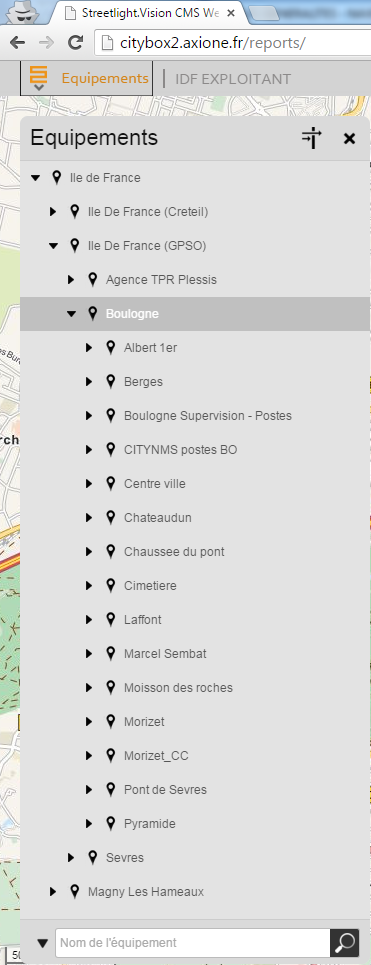 Streetlight.Vision CMS We
citybox2.axione.fr/reports/
Equipements
IDF EXPLOITANT
Equipements
Ile de France
Ile De France (Creteil)
Ile De France (GPSO)
Agence TPR Plessis
Boulogne
Albert 1er
Berges
Boulogne Supervision - Postes
CITYNMS postes BO
Centre ville
Chateaudun
Chaussee du pont
Cimetiere
Laffont
Marcel Sembat
Moisson des roches
Morizet
Morizet_CC
Pont de Sevres
Pyramide
Sevres
Magny Les Hameaux
Nom de l'équipement
50